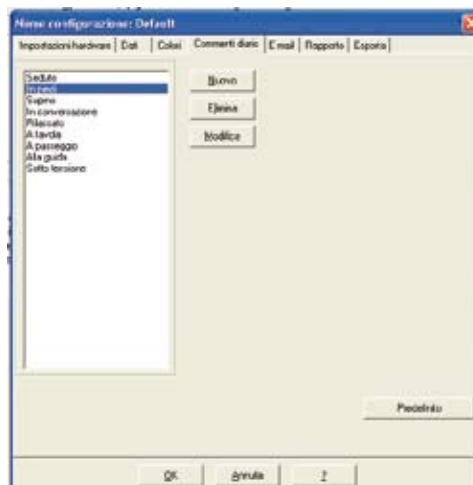 Nome configurazione: Default
Impostazioni hardware Dati Colori Commenti diario E-mail Rapporto Esporta
Seduto
In piedi
Supino
In conversazione
Rilassato
A tavola
A passeggio
Alla guida
Sotto tensione
Nuovo
Elimina
Modifica
Predefinito
OK Annulla ?